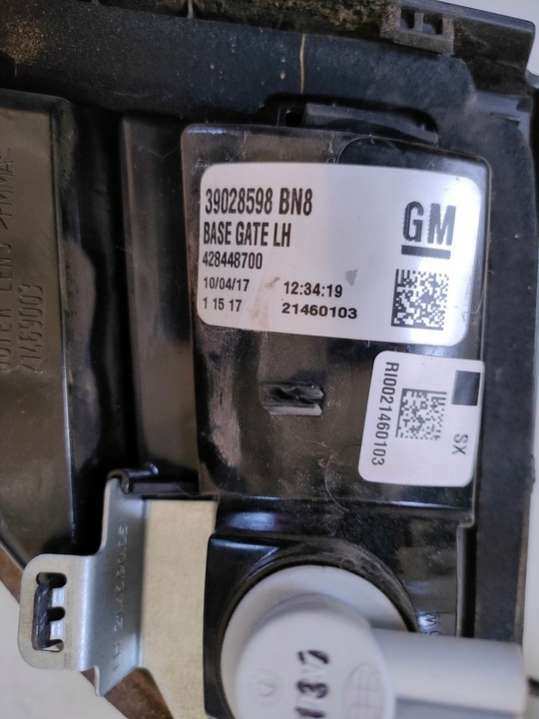 39028598 BN8
BASE GATE LH
428448700
10/04/17 12:34:19
1 15 17 21460103
GM
RI0021460103
SX
21A69003